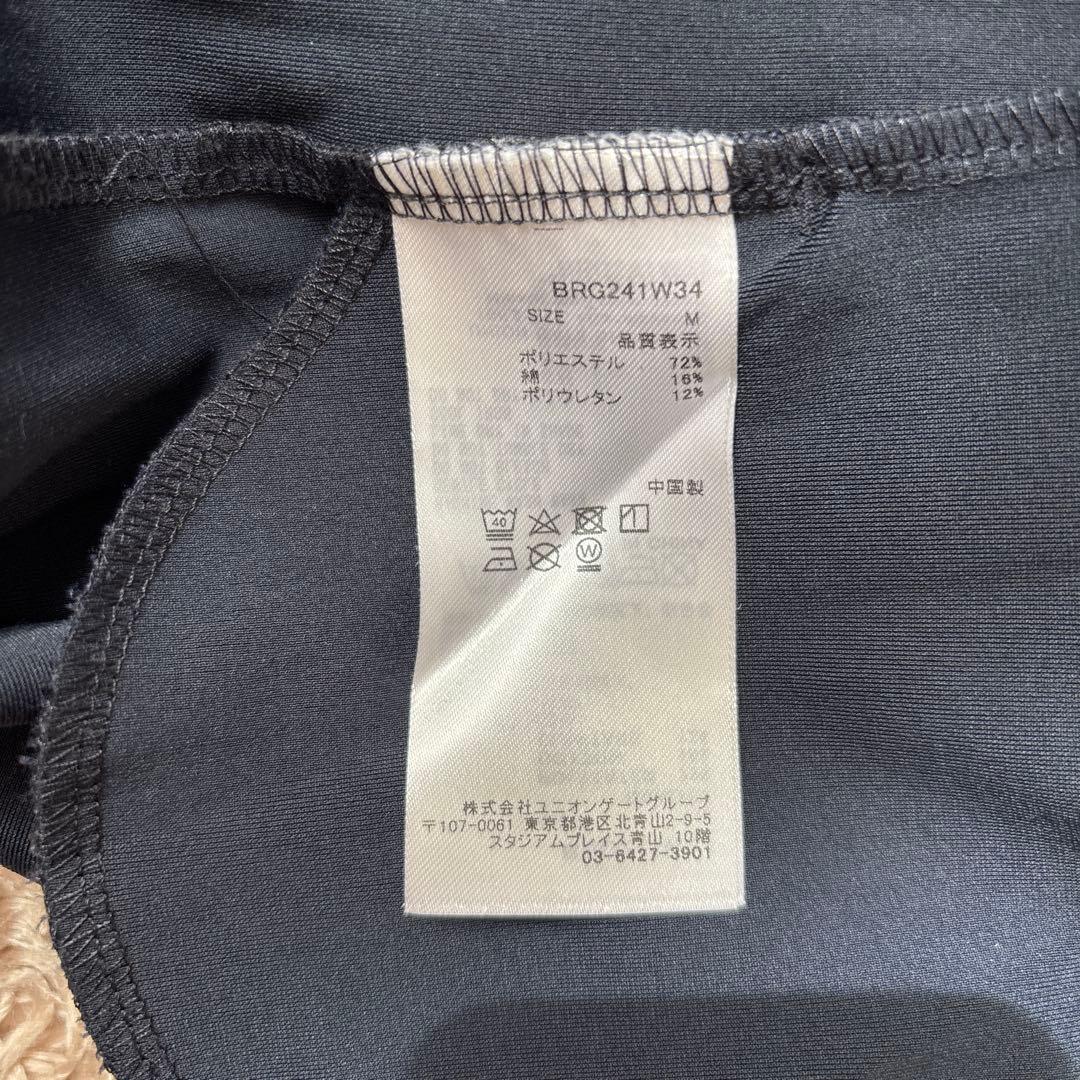 BRG241W34
SIZE M
品質表示
ポリエステル 72%
綿 16%
ポリウレタン 12%
中国製
40
W
株式会社ユニオンゲートグループ
〒107-0061 東京都港区北青山2-9-5
スタジアムプレイス青山 10階
03-6427-3901